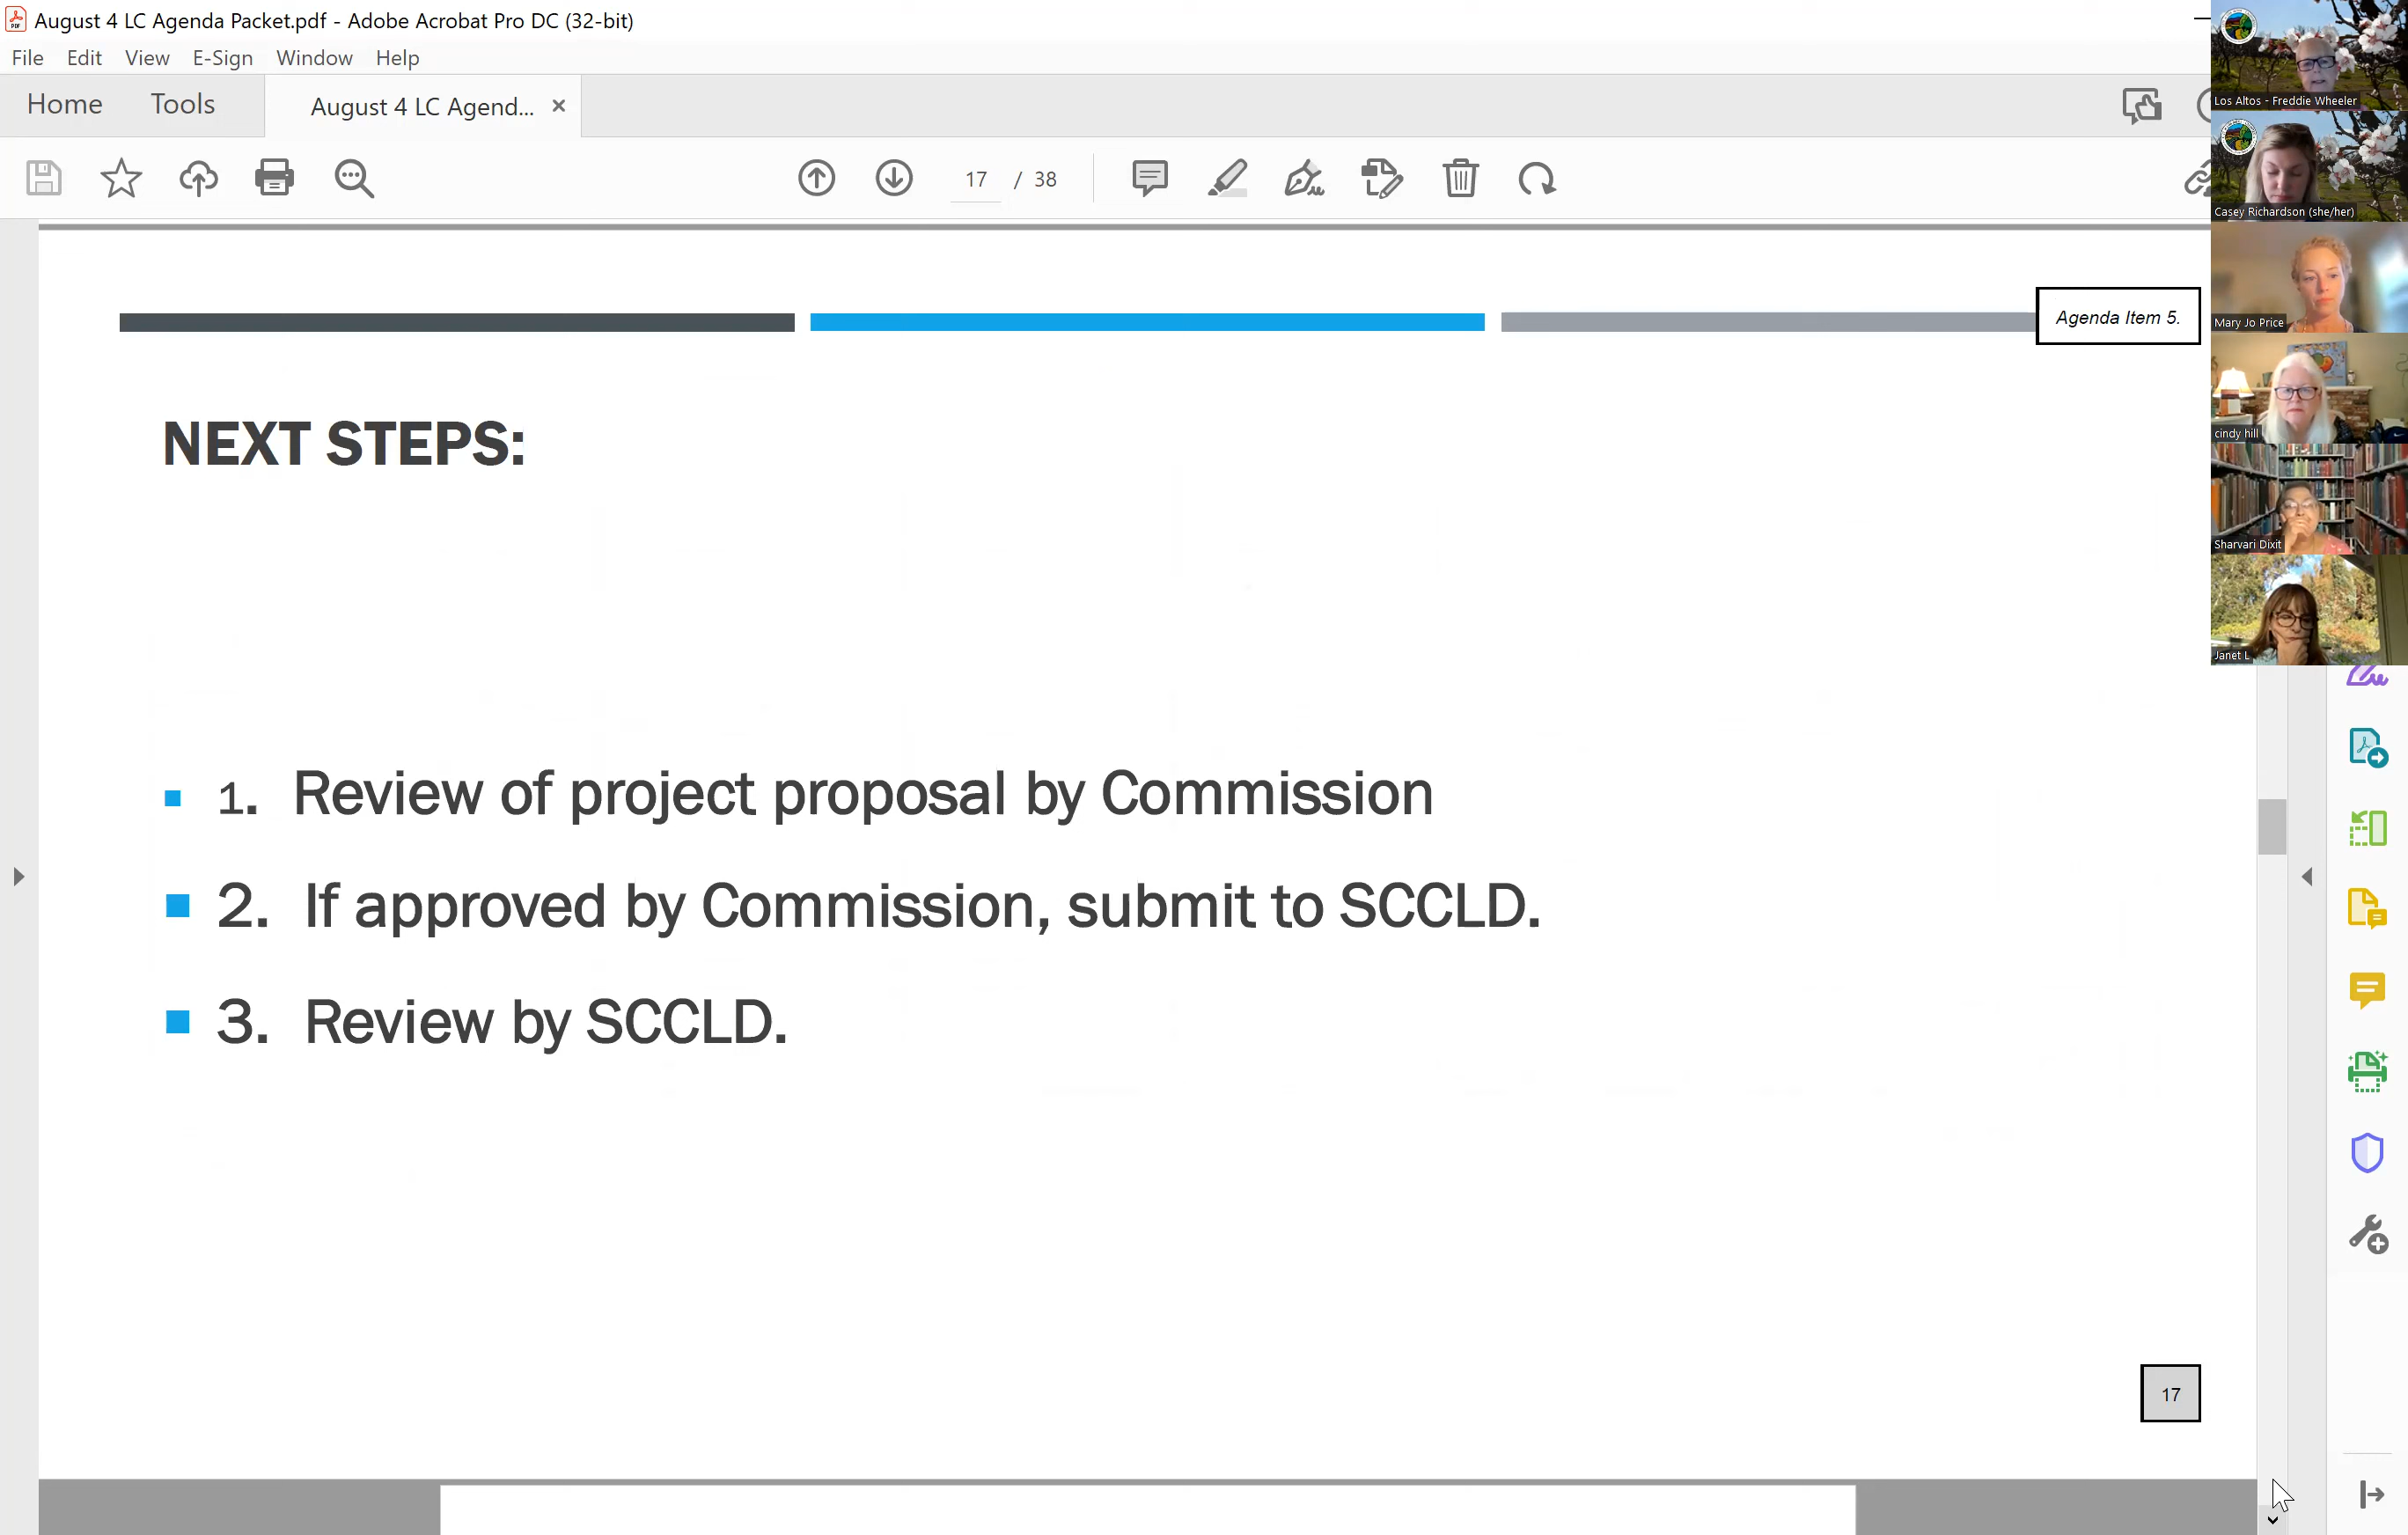 August 4 LC Agenda Packet.pdf - Adobe Acrobat Pro DC (32-bit)
File Edit View E-Sign Window Help
Home Tools August 4 LC Agend... ×
17 / 38
Los Altos - Freddie Wheeler
Casey Richardson (she/her)
Mary Jo Price
cindy hill
Sharvari Dixit
Janet L
Agenda Item 5.
NEXT STEPS:
1. Review of project proposal by Commission
2. If approved by Commission, submit to SCCLD.
3. Review by SCCLD.
17